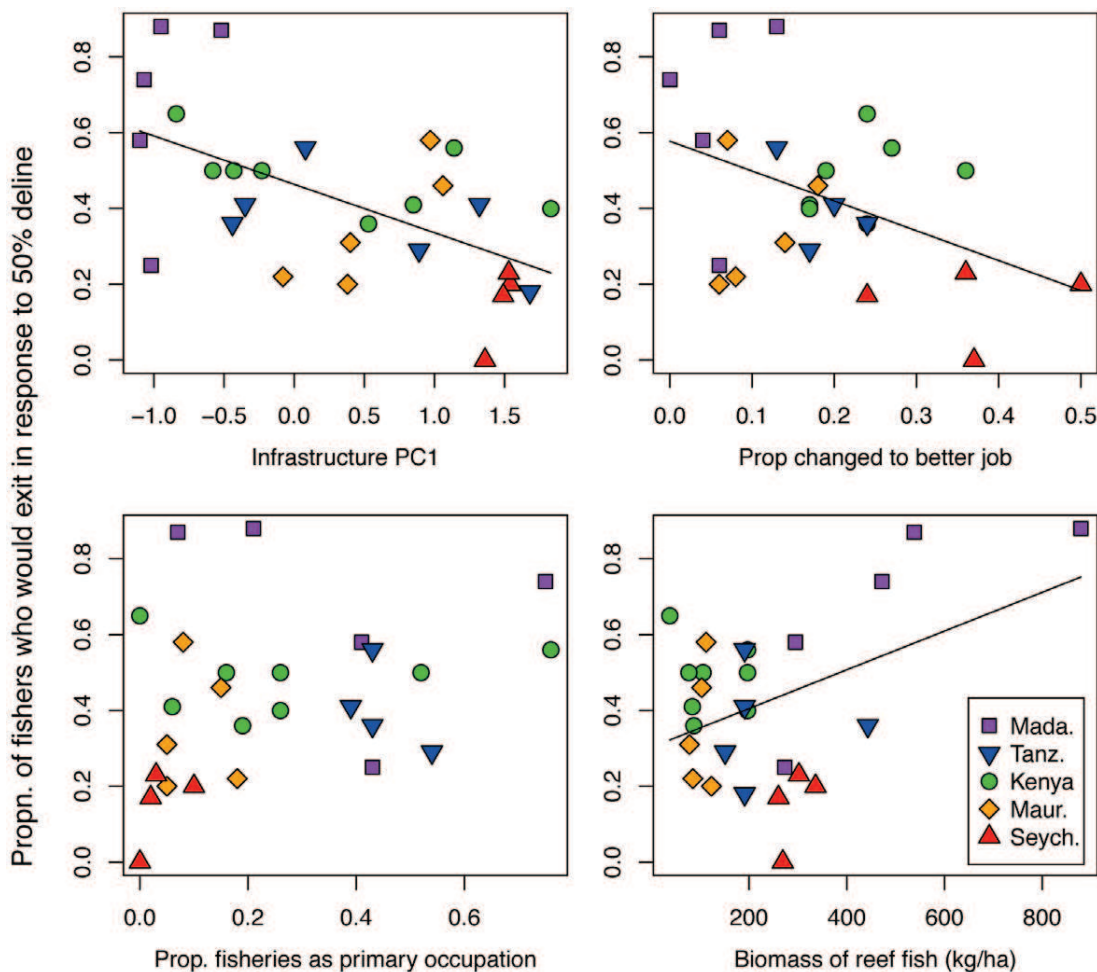 Propn. of fishers who would exit in response to 50% deline
0.0 0.2 0.4 0.6 0.8
−1.0 −0.5 0.0 0.5 1.0 1.5
Infrastructure PC1
0.0 0.2 0.4 0.6 0.8
0.0 0.1 0.2 0.3 0.4 0.5
Prop changed to better job
0.0 0.2 0.4 0.6 0.8
0.0 0.2 0.4 0.6
Prop. fisheries as primary occupation
0.0 0.2 0.4 0.6 0.8
200 400 600 800
Biomass of reef fish (kg/ha)
Mada.
Tanz.
Kenya
Maur.
Seych.